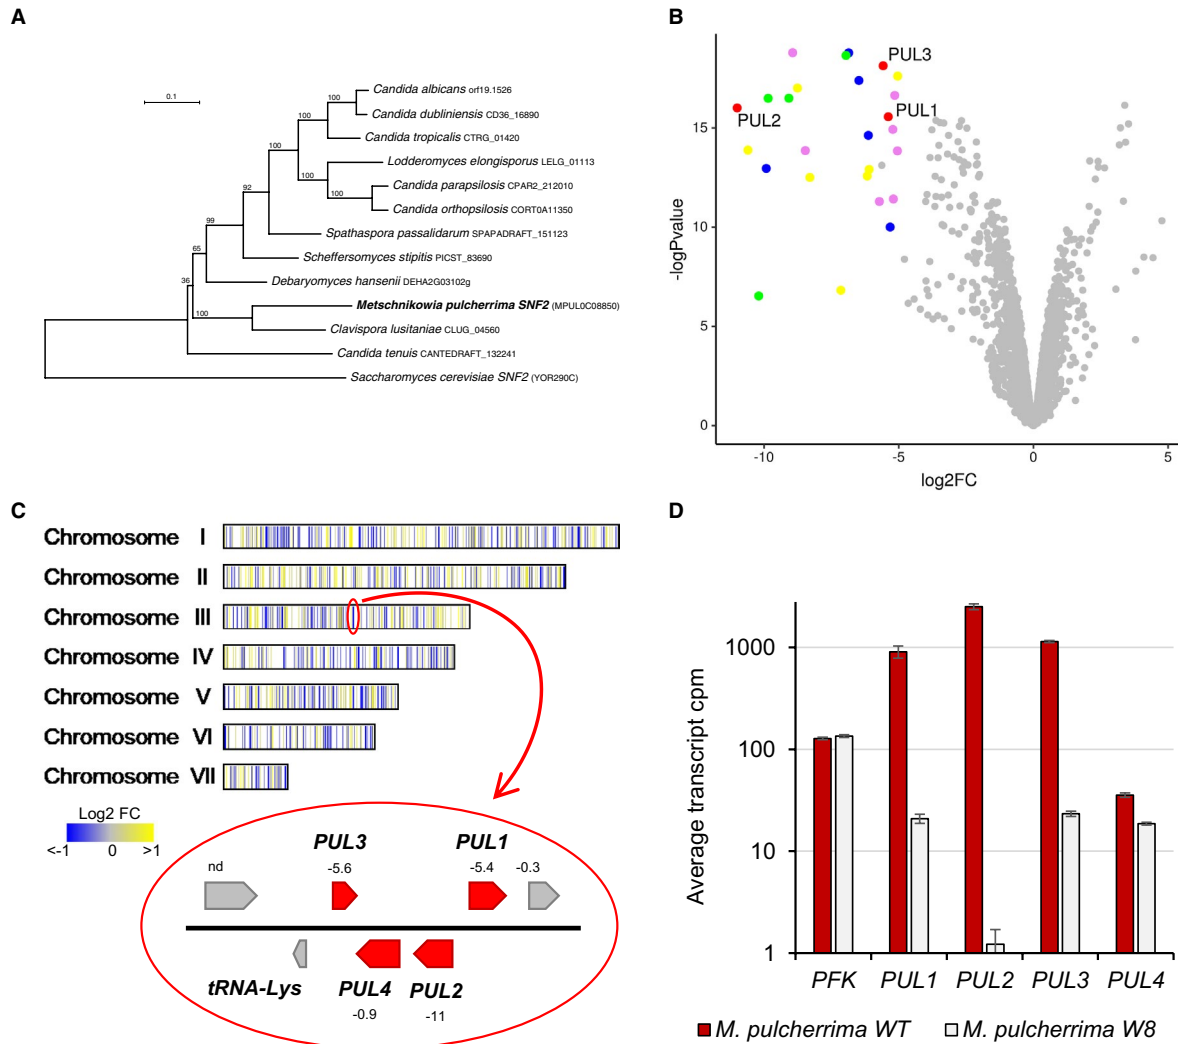 A
0.1
100
100
100
100
100
92
99
65
36
100
Candida albicans orf19.1526
Candida dubliniensis CD36_16890
Candida tropicalis CTRG_01420
Lodderomyces elongisporus LELG_01113
Candida parapsilosis CPAR2_212010
Candida orthopsilosis CORT0A11350
Spathaspora passalidarum SPAPADRAFT_151123
Scheffersomyces stipitis PICST_83690
Debaryomyces hansenii DEHA2G03102g
Metschnikowia pulcherrima SNF2 (MPUL0C08850)
Clavispora lusitaniae CLUG_04560
Candida tenuis CANTEDRAFT_132241
Saccharomyces cerevisiae SNF2 (YOR290C)
B
PUL3
PUL1
PUL2
15
10
5
0
-logPvalue
-10 -5 0 5
log2FC
C
Chromosome I
Chromosome II
Chromosome III
Chromosome IV
Chromosome V
Chromosome VI
Chromosome VII
Log2 FC
<-1 0 >1
PUL3 PUL1
nd -5.6 -5.4 -0.3
tRNA-Lys PUL4 PUL2
-0.9 -11
D
1000
100
10
1
Average transcript cpm
PFK PUL1 PUL2 PUL3 PUL4
M. pulcherrima WT M. pulcherrima W8